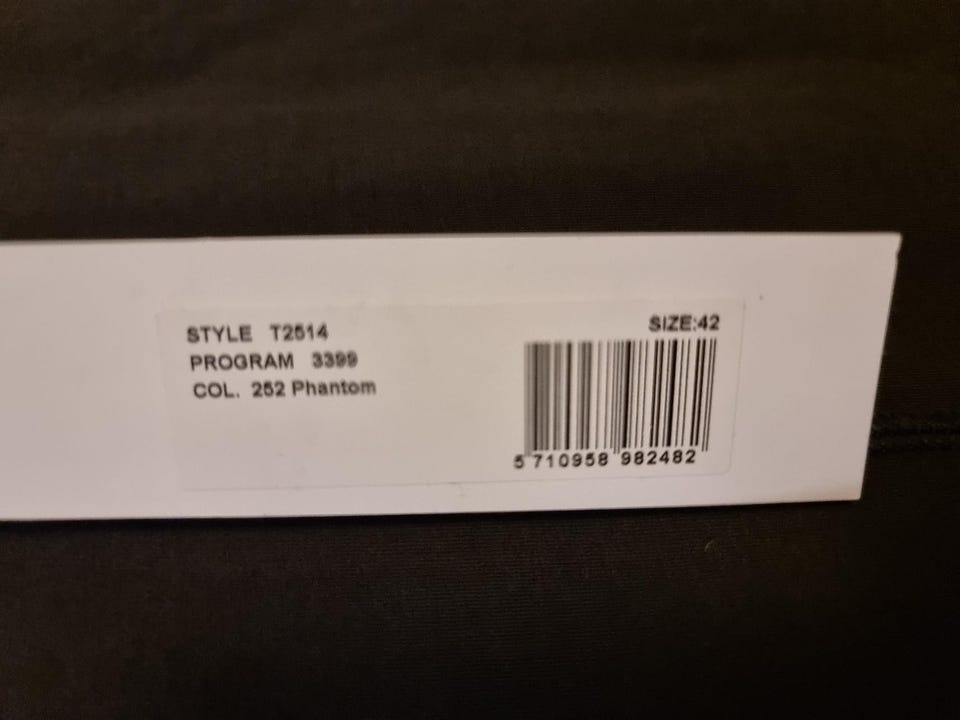 STYLE T2514
PROGRAM 3399
COL. 252 Phantom
SIZE:42
5 710958 982482